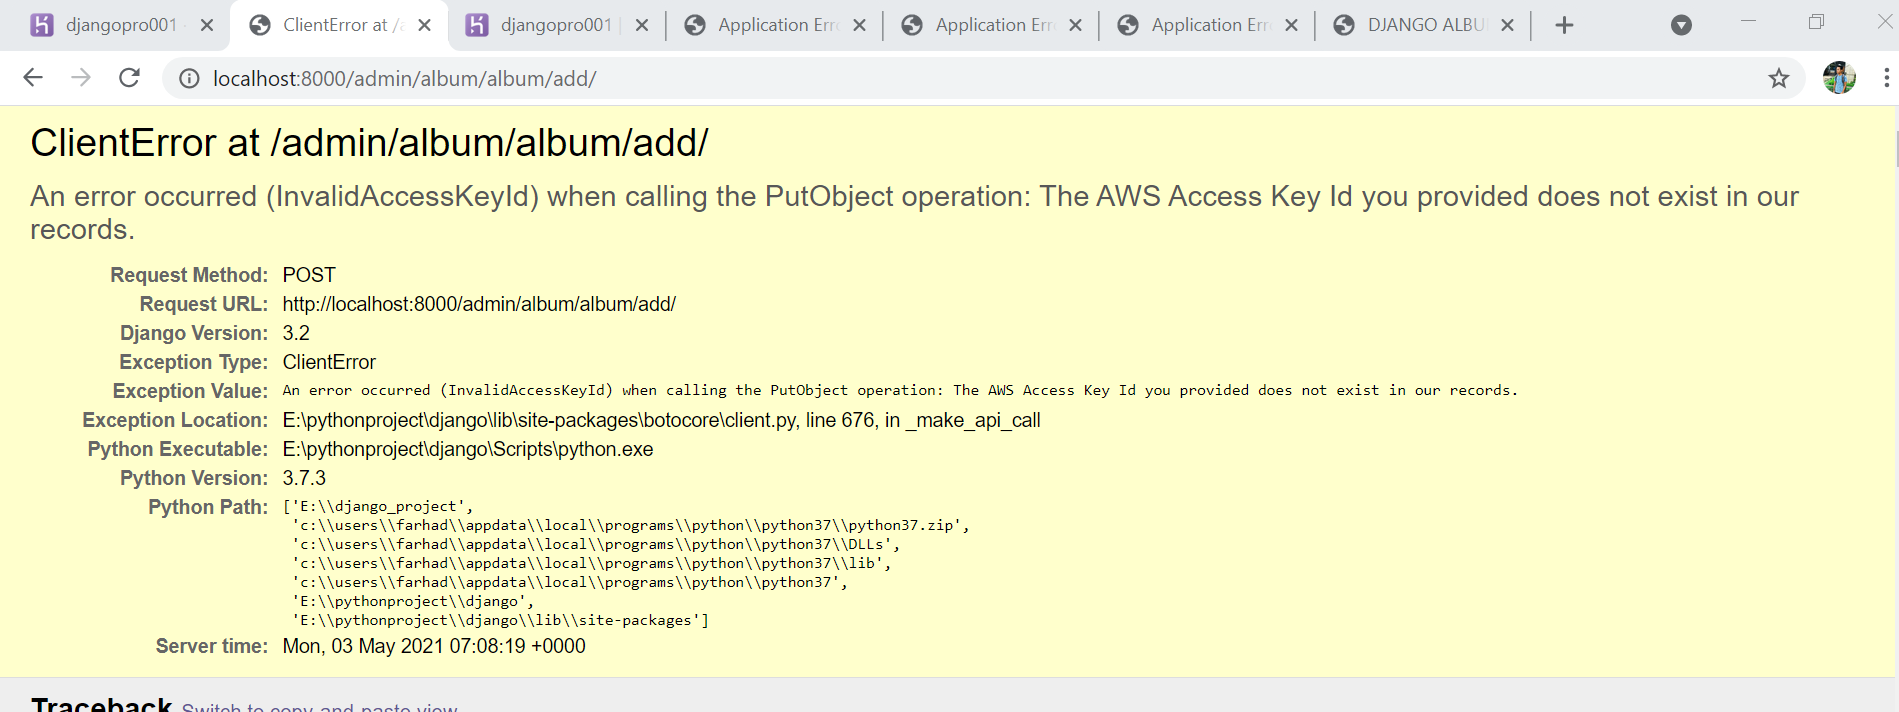 djangopro001
ClientError at /a
djangopro001
Application Erro
Application Erro
Application Erro
DJANGO ALBU
localhost:8000/admin/album/album/add/
ClientError at /admin/album/album/add/
An error occurred (InvalidAccessKeyId) when calling the PutObject operation: The AWS Access Key Id you provided does not exist in our
records.
Request Method: POST
Request URL: http://localhost:8000/admin/album/album/add/
Django Version: 3.2
Exception Type: ClientError
Exception Value: An error occurred (InvalidAccessKeyId) when calling the PutObject operation: The AWS Access Key Id you provided does not exist in our records.
Exception Location: E:\pythonproject\django\lib\site-packages\botocore\client.py, line 676, in _make_api_call
Python Executable: E:\pythonproject\django\Scripts\python.exe
Python Version: 3.7.3
Python Path: ['E:\\django_project',
'c:\\users\\farhad\\appdata\\local\\programs\\python\\python37\\python37.zip',
'c:\\users\\farhad\\appdata\\local\\programs\\python\\python37\\DLLs',
'c:\\users\\farhad\\appdata\\local\\programs\\python\\python37\\lib',
'c:\\users\\farhad\\appdata\\local\\programs\\python\\python37',
'E:\\pythonproject\\django',
'E:\\pythonproject\\django\\lib\\site-packages']
Server time: Mon, 03 May 2021 07:08:19 +0000
Traceback Switch to copy-and-paste view